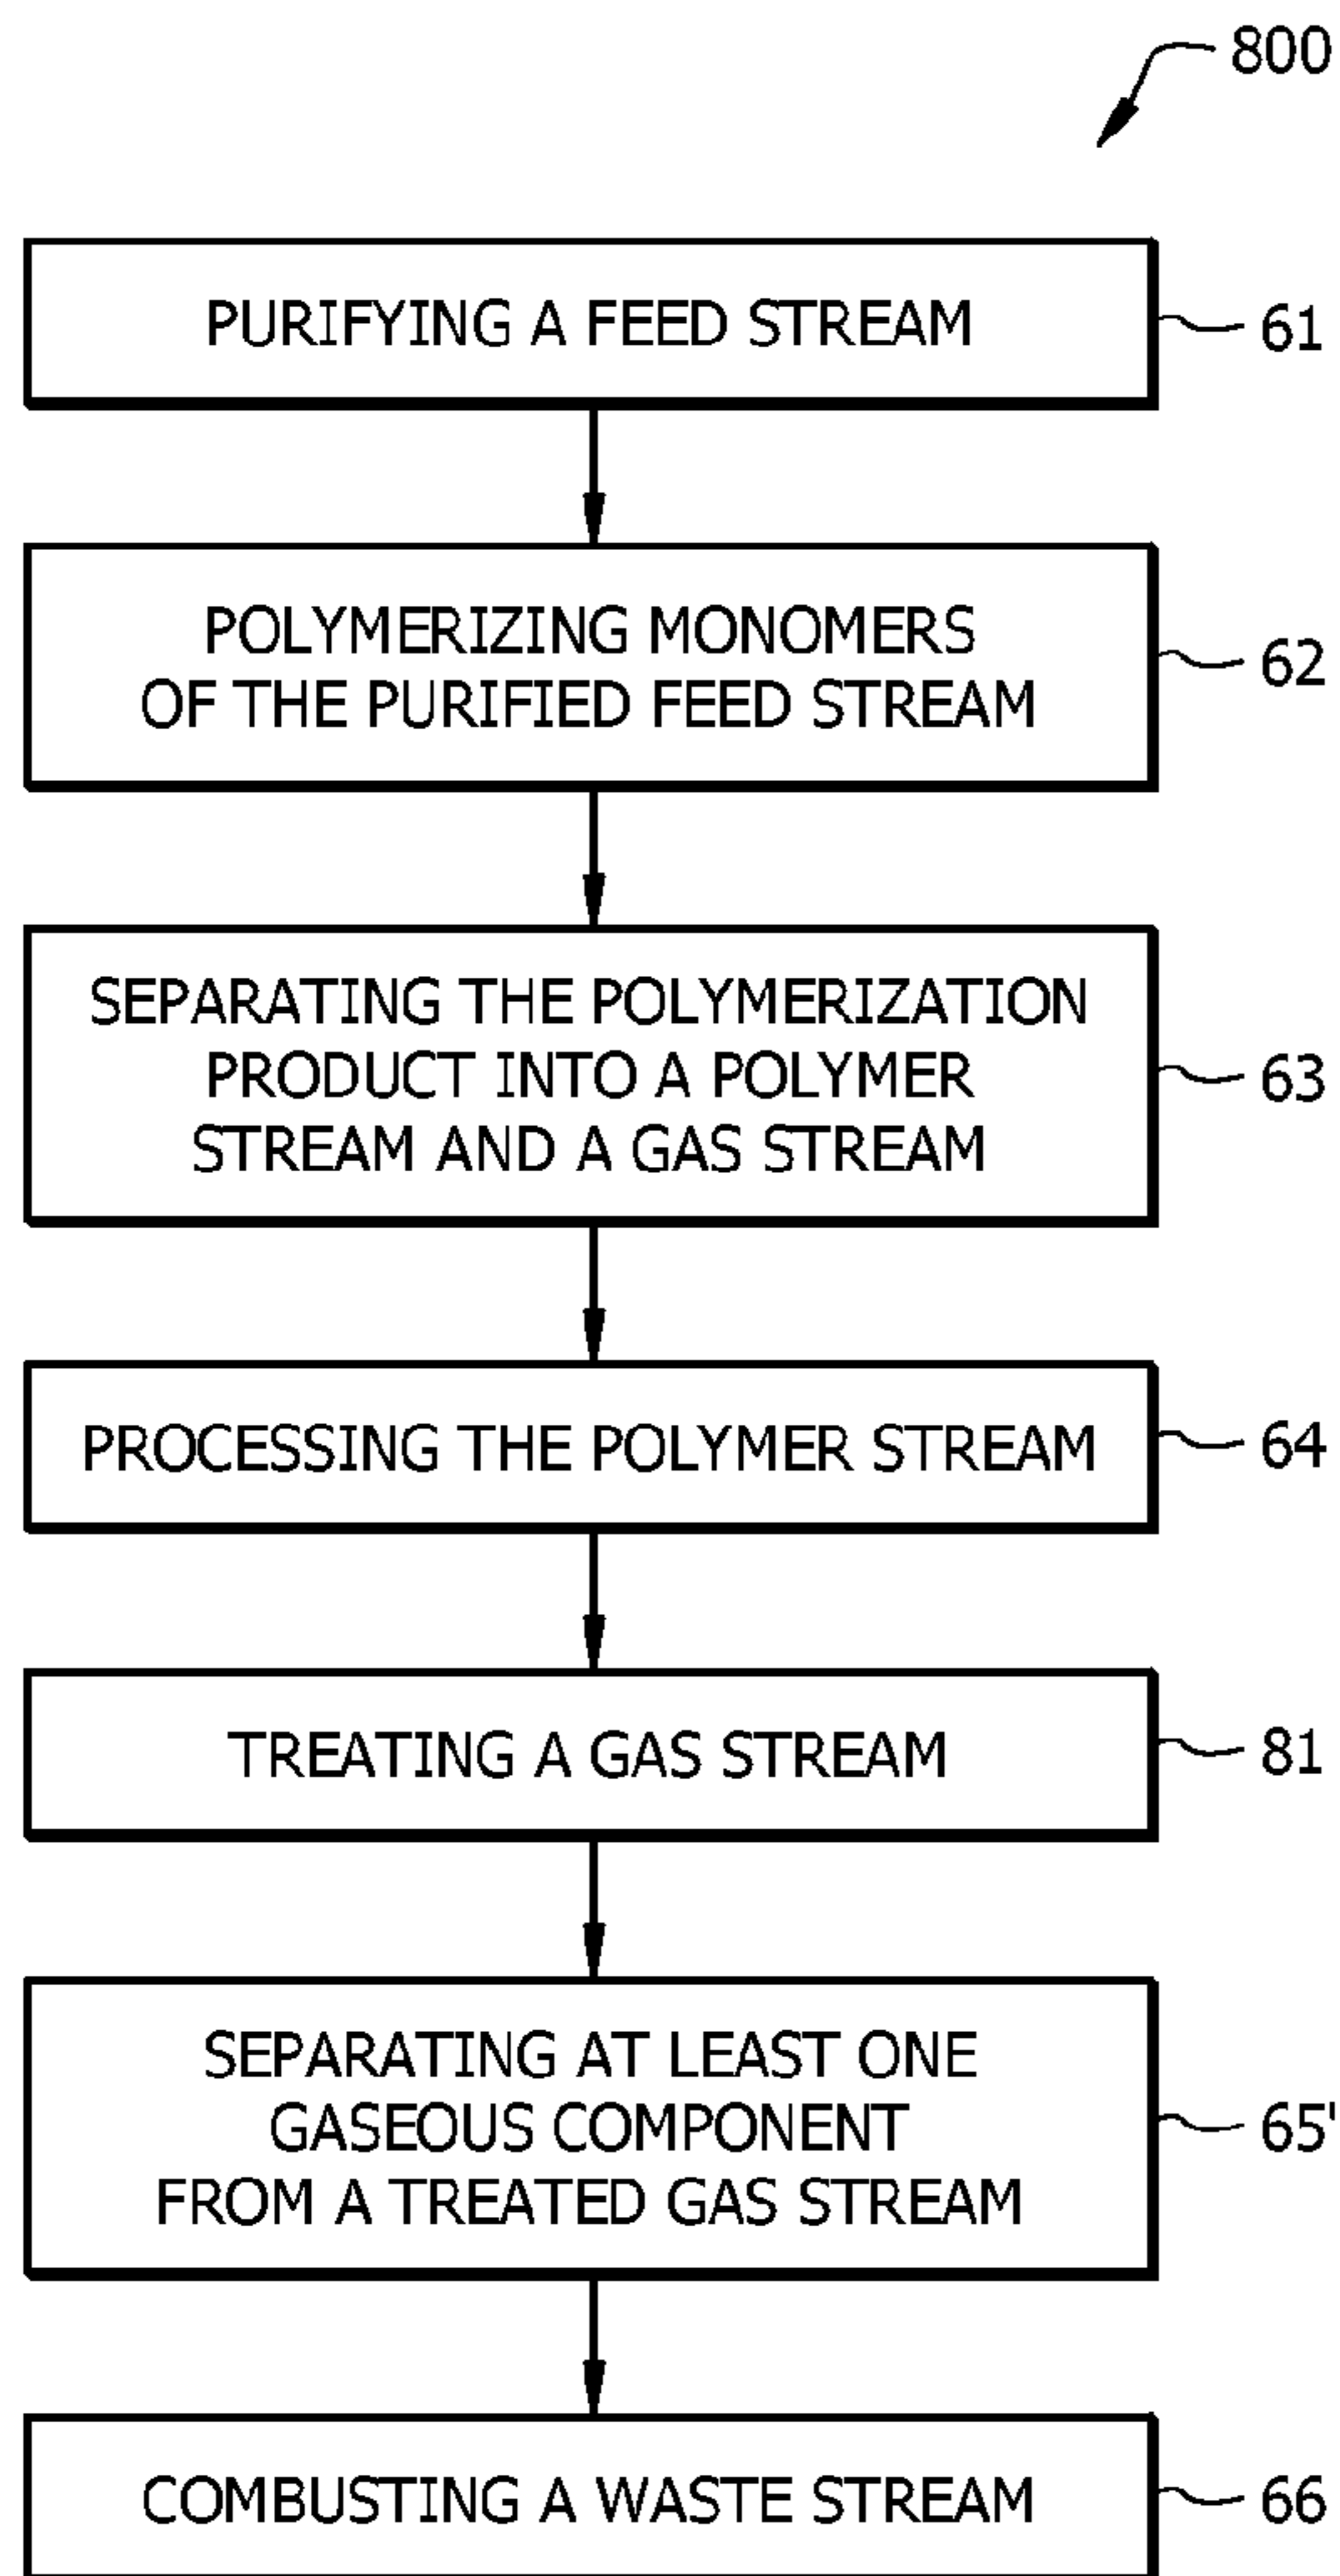 800
PURIFYING A FEED STREAM
61
POLYMERIZING MONOMERS
OF THE PURIFIED FEED STREAM
62
SEPARATING THE POLYMERIZATION
PRODUCT INTO A POLYMER
STREAM AND A GAS STREAM
63
PROCESSING THE POLYMER STREAM
64
TREATING A GAS STREAM
81
SEPARATING AT LEAST ONE
GASEOUS COMPONENT
FROM A TREATED GAS STREAM
65'
COMBUSTING A WASTE STREAM
66